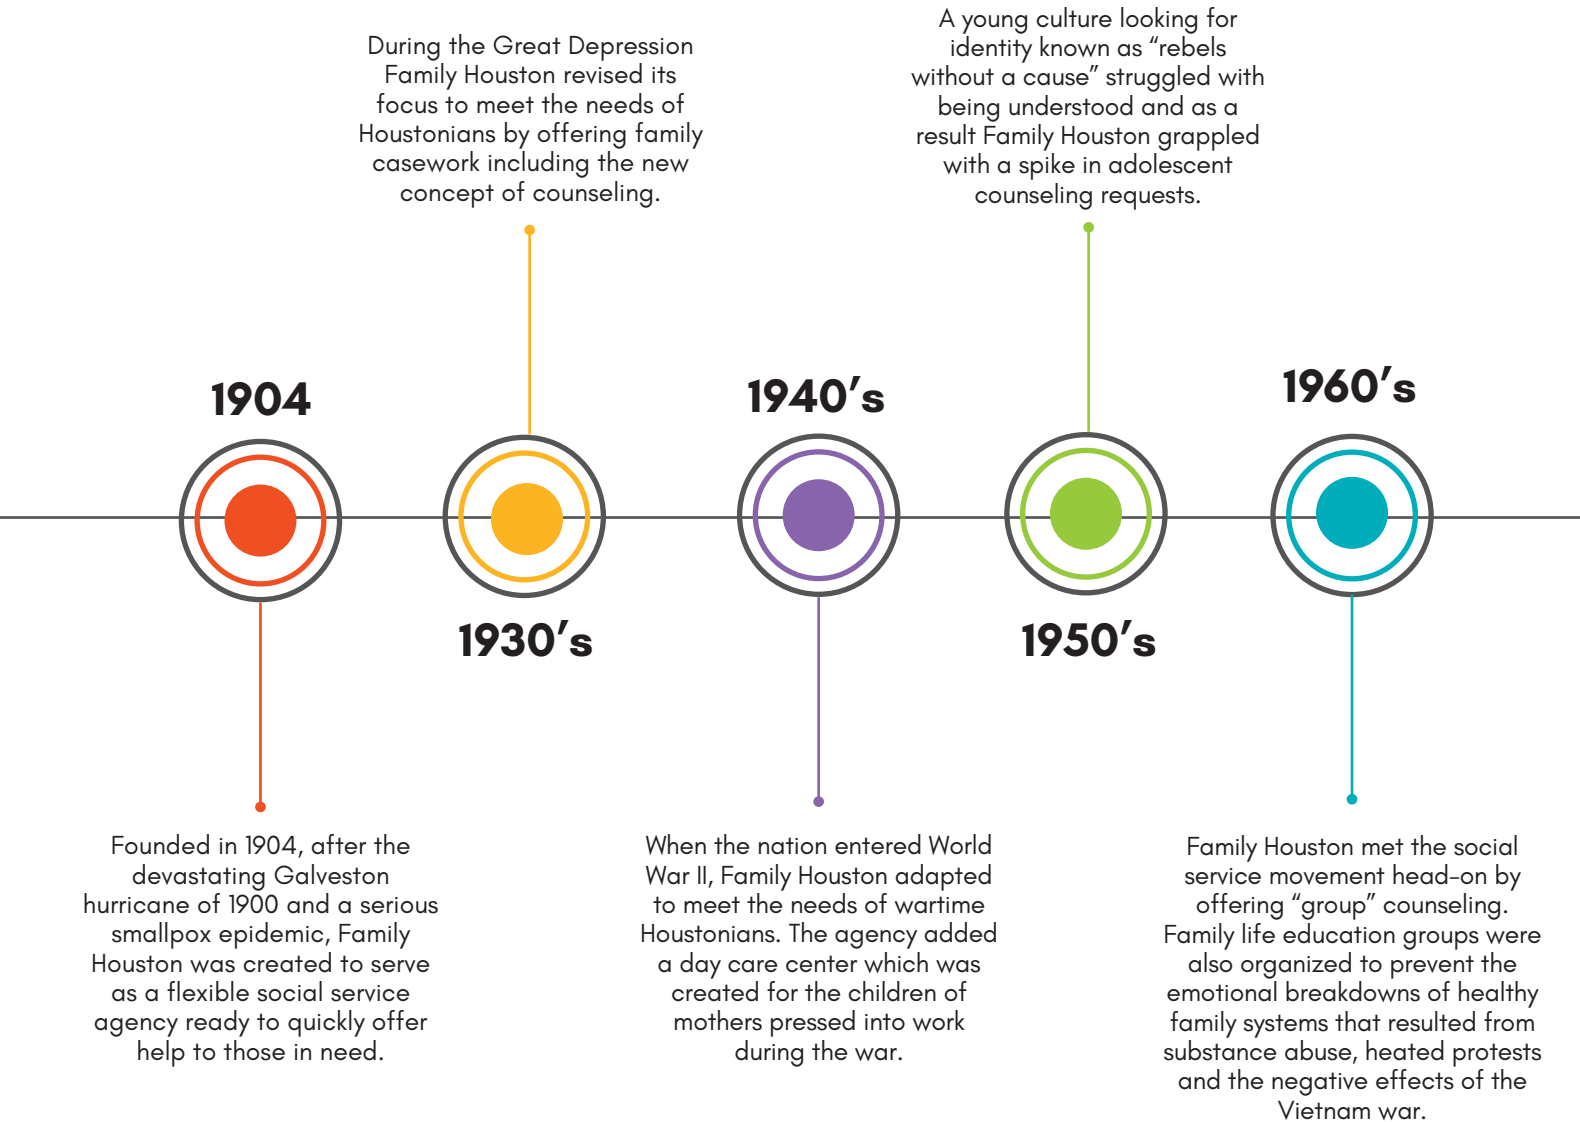 1904
Founded in 1904, after the
devastating Galveston
hurricane of 1900 and a serious
smallpox epidemic, Family
Houston was created to serve
as a flexible social service
agency ready to quickly offer
help to those in need.
During the Great Depression
Family Houston revised its
focus to meet the needs of
Houstonians by offering family
casework including the new
concept of counseling.
1930’s
1940’s
When the nation entered World
War II, Family Houston adapted
to meet the needs of wartime
Houstonians. The agency added
a day care center which was
created for the children of
mothers pressed into work
during the war.
A young culture looking for
identity known as “rebels
without a cause” struggled with
being understood and as a
result Family Houston grappled
with a spike in adolescent
counseling requests.
1950’s
1960’s
Family Houston met the social
service movement head-on by
offering “group” counseling.
Family life education groups were
also organized to prevent the
emotional breakdowns of healthy
family systems that resulted from
substance abuse, heated protests
and the negative effects of the
Vietnam war.